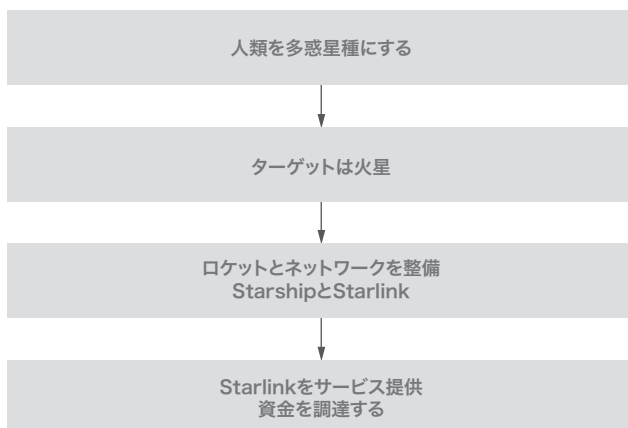 人類を多惑星種にする
ターゲットは火星
ロケットとネットワークを整備
StarshipとStarlink
Starlinkをサービス提供
資金を調達する